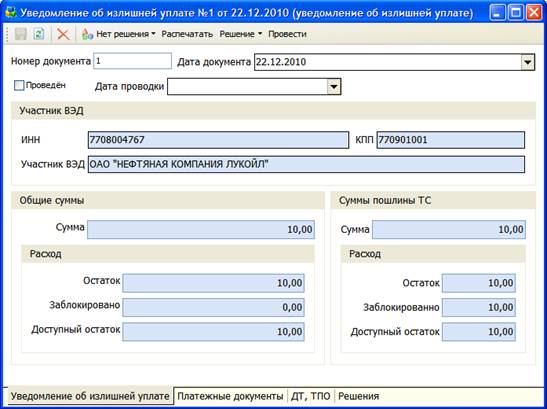 Уведомление об излишней уплате №1 от 22.12.2010 (уведомление об излишней уплате)
Нет решения Распечатать Решение Провести
Номер документа 1 Дата документа 22.12.2010
Проведён Дата проводки
Участник ВЭД
ИНН 7708004767 КПП 770901001
Участник ВЭД ОАО "НЕФТЯНАЯ КОМПАНИЯ ЛУКОЙЛ"
Общие суммы
Сумма 10,00
Расход
Остаток 10,00
Заблокировано 0,00
Доступный остаток 10,00
Суммы пошлины ТС
Сумма 10,00
Расход
Остаток 10,00
Заблокированно 10,00
Доступный остаток 10,00
Уведомление об излишней уплате Платежные документы ДТ, ТПО Решения